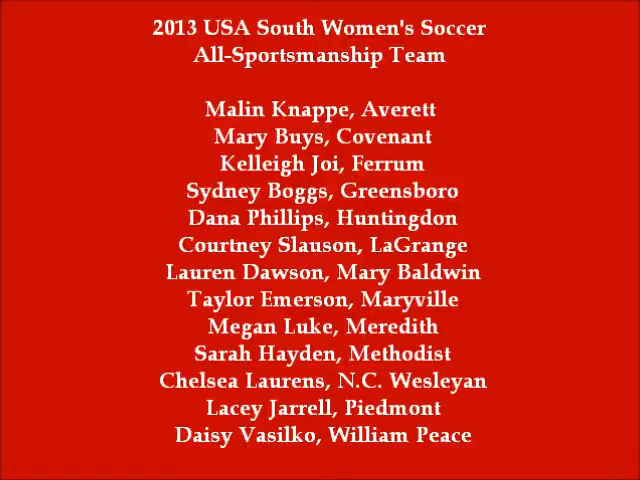 2013 USA South Women's Soccer
All-Sportsmanship Team
Malin Knappe, Averett
Mary Buys, Covenant
Kelleigh Joi, Ferrum
Sydney Boggs, Greensboro
Dana Phillips, Huntingdon
Courtney Slauson, LaGrange
Lauren Dawson, Mary Baldwin
Taylor Emerson, Maryville
Megan Luke, Meredith
Sarah Hayden, Methodist
Chelsea Laurens, N.C. Wesleyan
Lacey Jarrell, Piedmont
Daisy Vasilko, William Peace